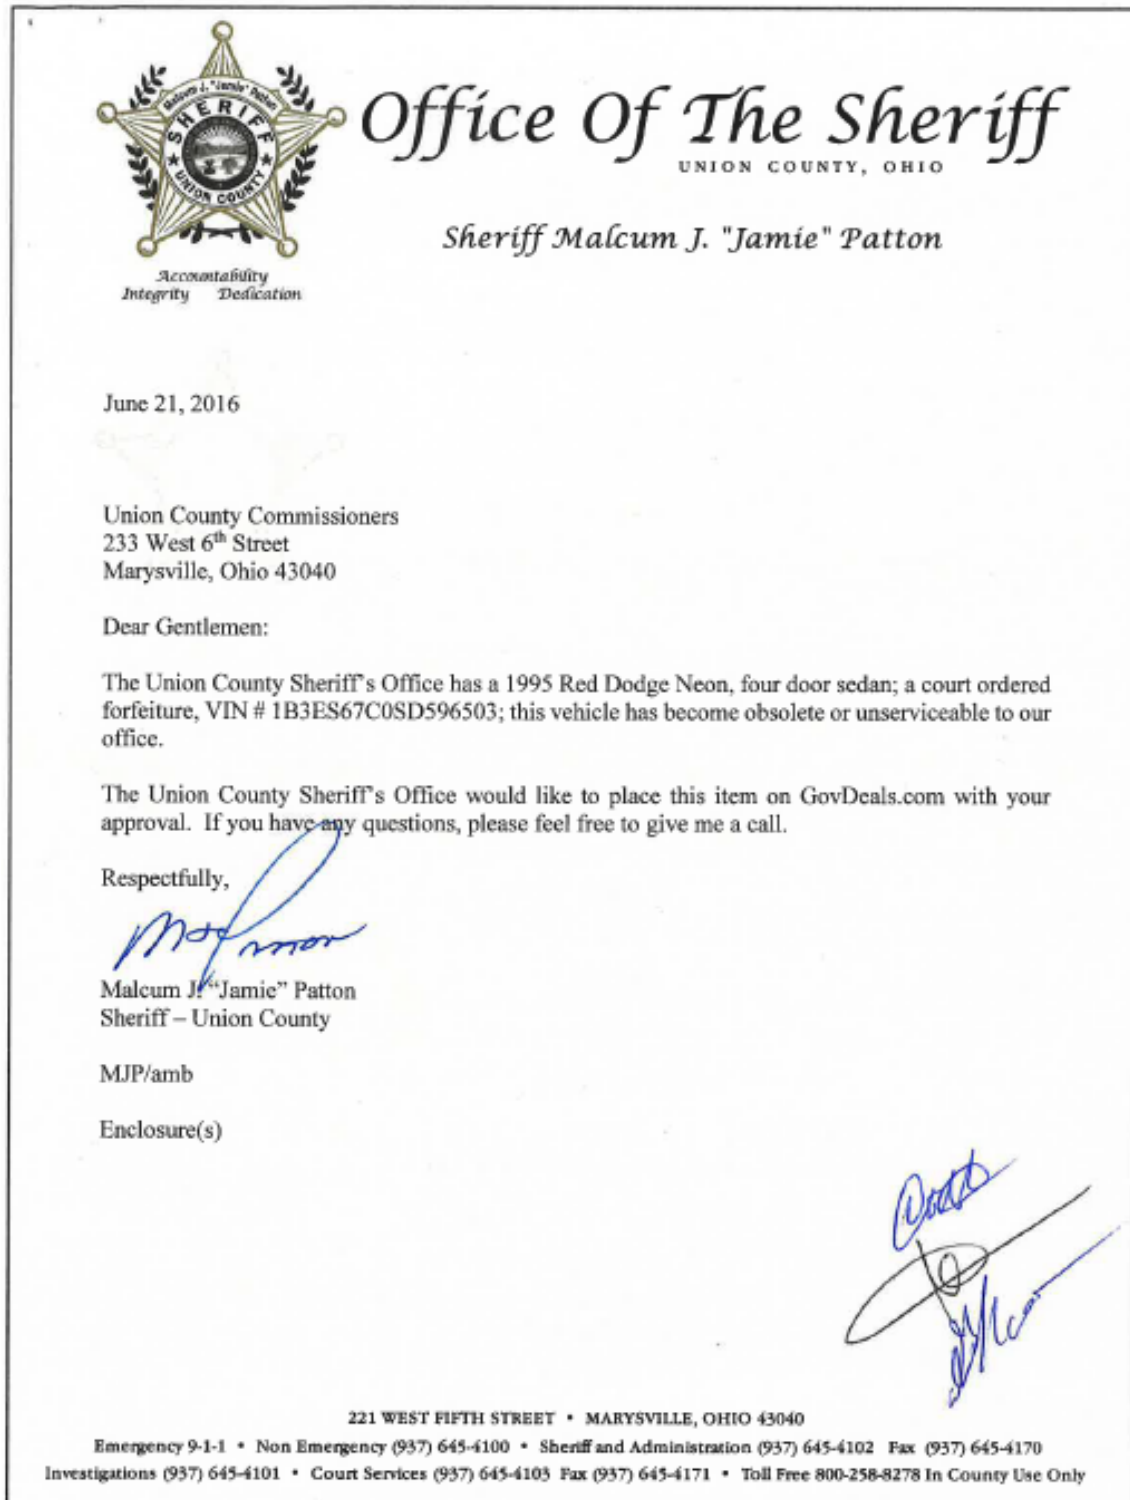 Malcum J. "Jamie" Patton
SHERIFF
UNION COUNTY
Accountability
Integrity Dedication
Office Of The Sheriff
UNION COUNTY, OHIO
Sheriff Malcum J. "Jamie" Patton
June 21, 2016
Union County Commissioners
233 West 6th Street
Marysville, Ohio 43040
Dear Gentlemen:
The Union County Sheriff's Office has a 1995 Red Dodge Neon, four door sedan; a court ordered
forfeiture, VIN # 1B3ES67C0SD596503; this vehicle has become obsolete or unserviceable to our
office.
The Union County Sheriff's Office would like to place this item on GovDeals.com with your
approval. If you have any questions, please feel free to give me a call.
Respectfully,
Malcum J. "Jamie" Patton
Sheriff – Union County
MJP/amb
Enclosure(s)
221 WEST FIFTH STREET • MARYSVILLE, OHIO 43040
Emergency 9-1-1 • Non Emergency (937) 645-4100 • Sheriff and Administration (937) 645-4102 Fax (937) 645-4170
Investigations (937) 645-4101 • Court Services (937) 645-4103 Fax (937) 645-4171 • Toll Free 800-258-8278 In County Use Only